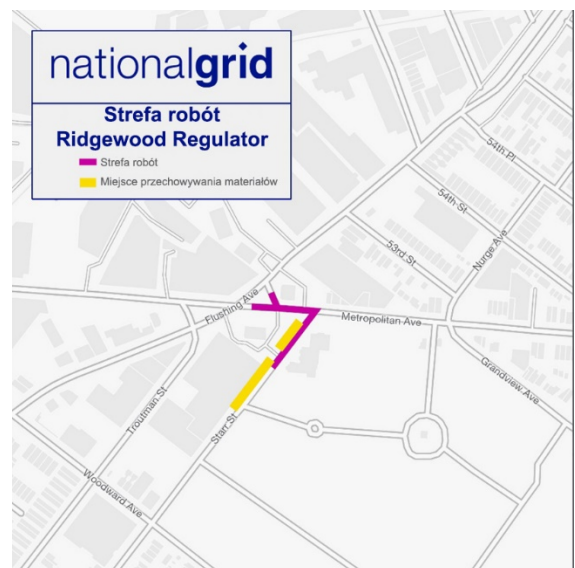 nationalgrid
Strefa robót
Ridgewood Regulator
Strefa robót
Miejsce przechowywania materiałów
54th Pl
54th St
53rd St
Nurge Ave
Flushing Ave
Metropolitan Ave
Grandview Ave
Troutman St
Starr St
Woodward Ave